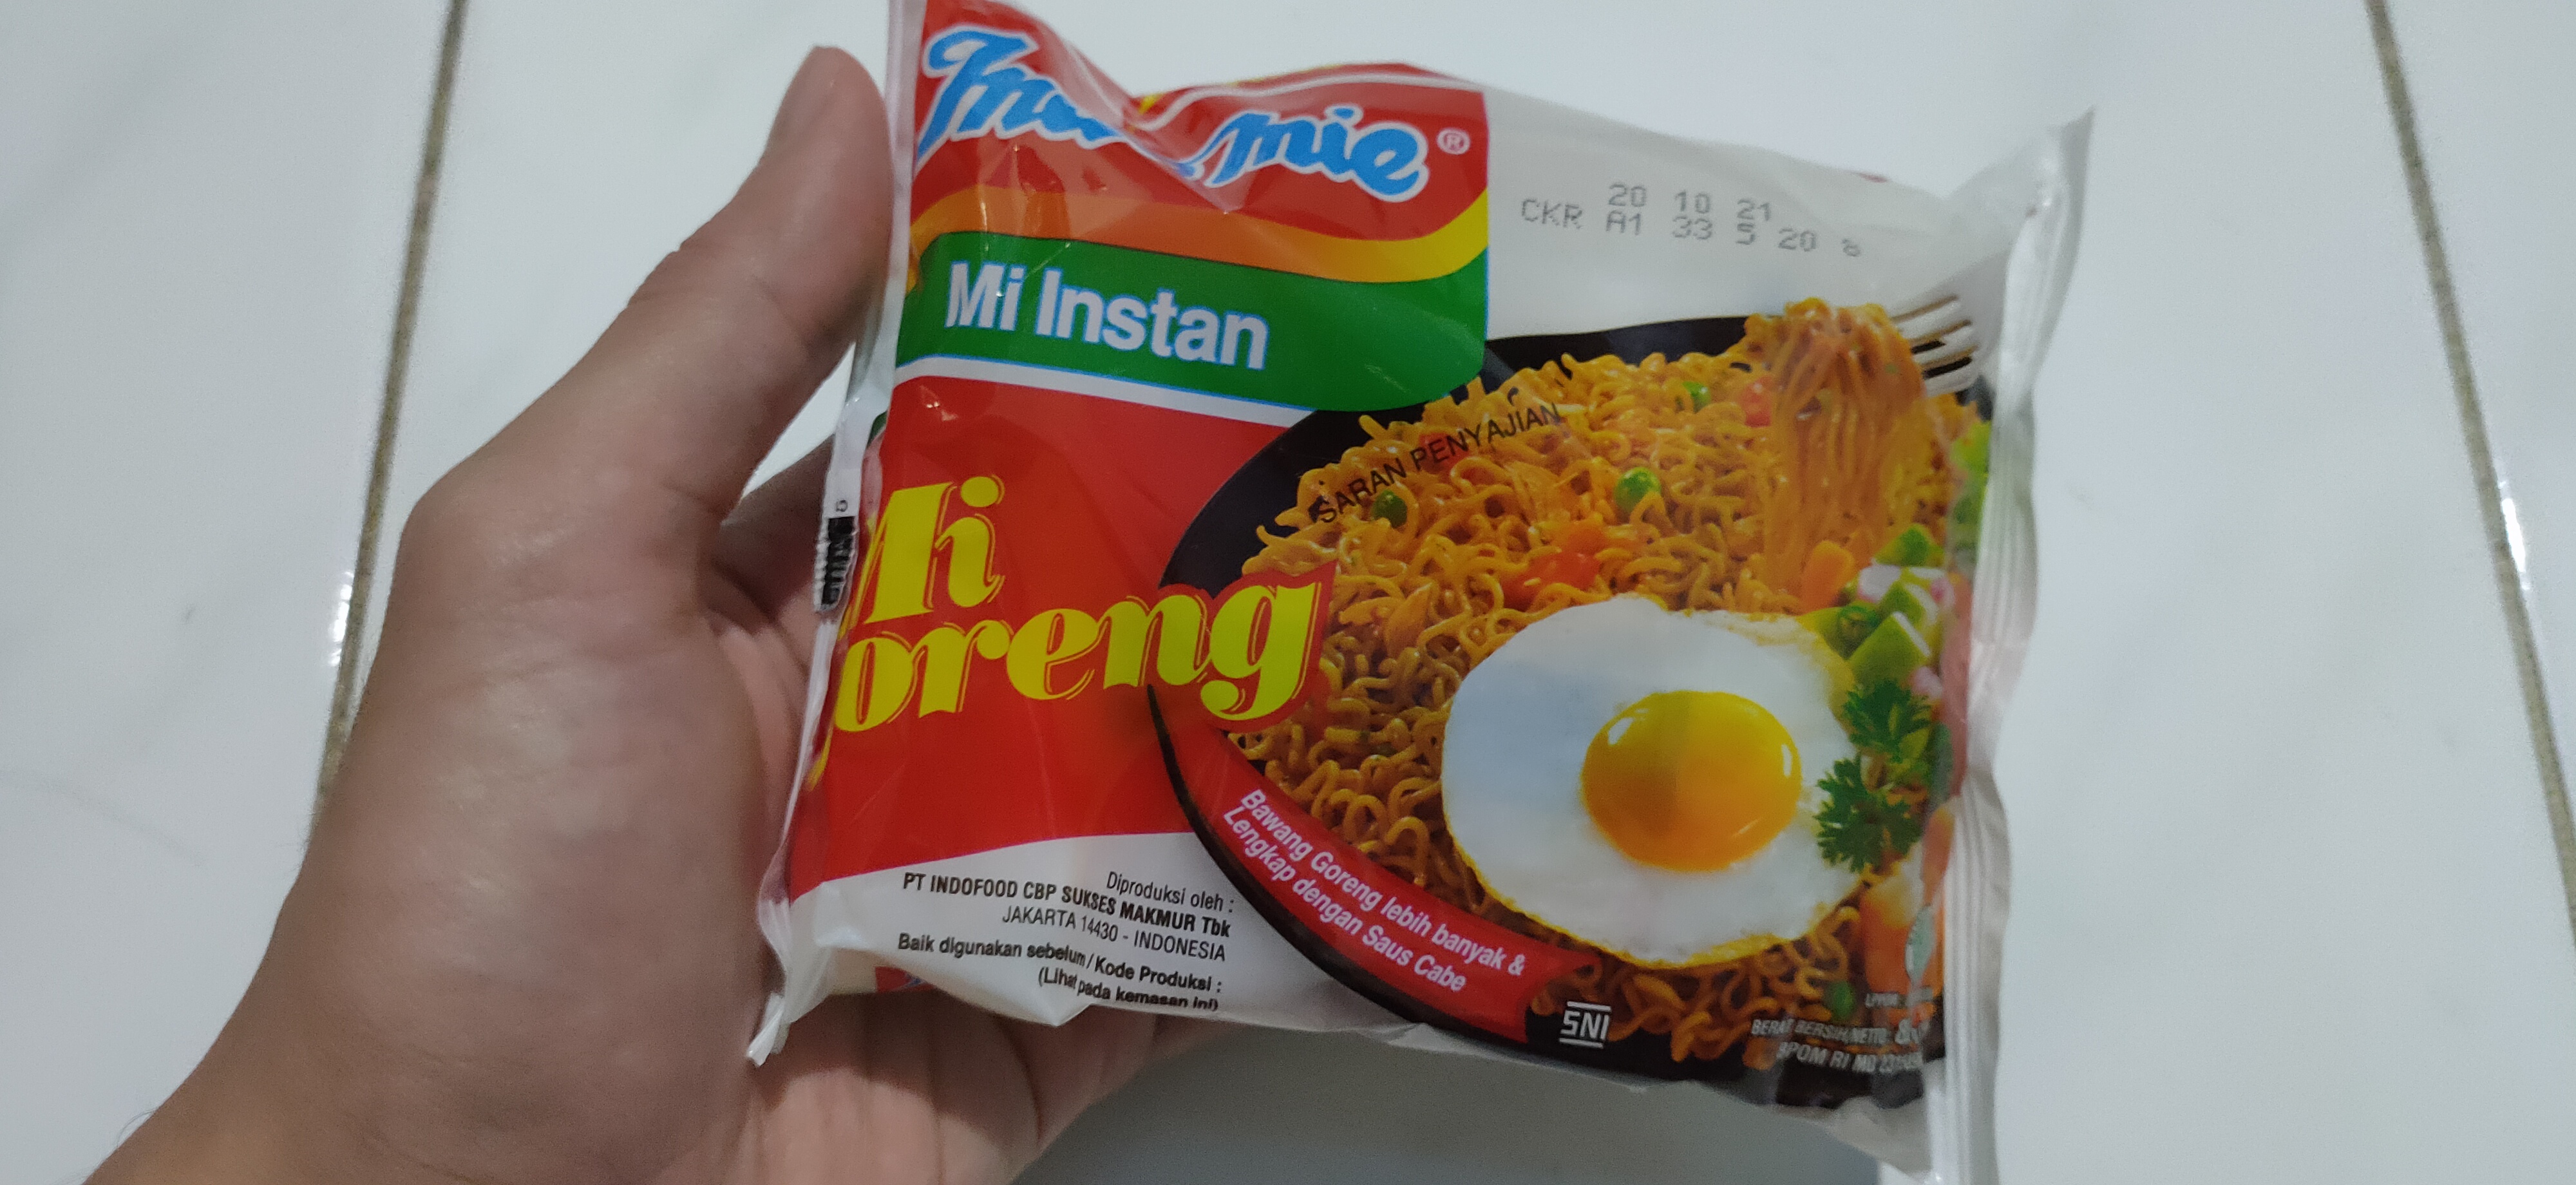 mie®
20 10 21
CKR A1 33 5 20 8
Mi Instan
SARAN PENYAJIAN
Mi
goreng
Bawang Goreng lebih banyak &
Lengkap dengan Saus Cabe
Diproduksi oleh :
PT INDOFOOD CBP SUKSES MAKMUR Tbk
JAKARTA 14430 - INDONESIA
Baik digunakan sebelum/Kode Produksi :
(Lihat pada kemasan ini)
SNI
BERAT BERSIH/NETTO
BPOM RI MD